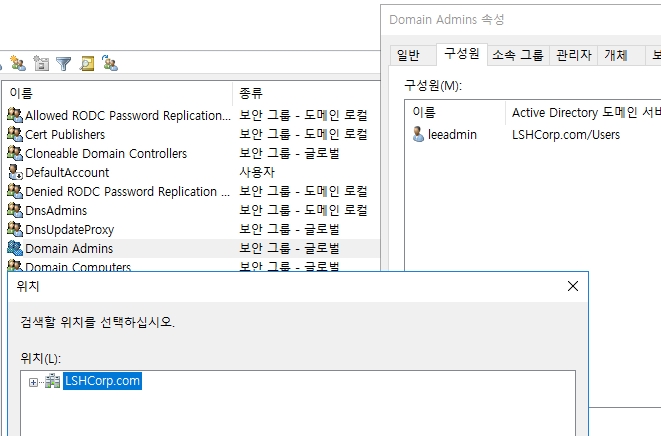 Domain Admins 속성
일반 구성원 소속 그룹 관리자 개체
구성원(M):
이름 Active Directory 도메인 서비
leeadmin LSHCorp.com/Users
이름 종류
Allowed RODC Password Replication... 보안 그룹 - 도메인 로컬
Cert Publishers 보안 그룹 - 도메인 로컬
Cloneable Domain Controllers 보안 그룹 - 글로벌
DefaultAccount 사용자
Denied RODC Password Replication ... 보안 그룹 - 도메인 로컬
DnsAdmins 보안 그룹 - 도메인 로컬
DnsUpdateProxy 보안 그룹 - 글로벌
Domain Admins 보안 그룹 - 글로벌
Domain Computers 보안 그룹 - 글로벌
위치
검색할 위치를 선택하십시오.
위치(L):
LSHCorp.com